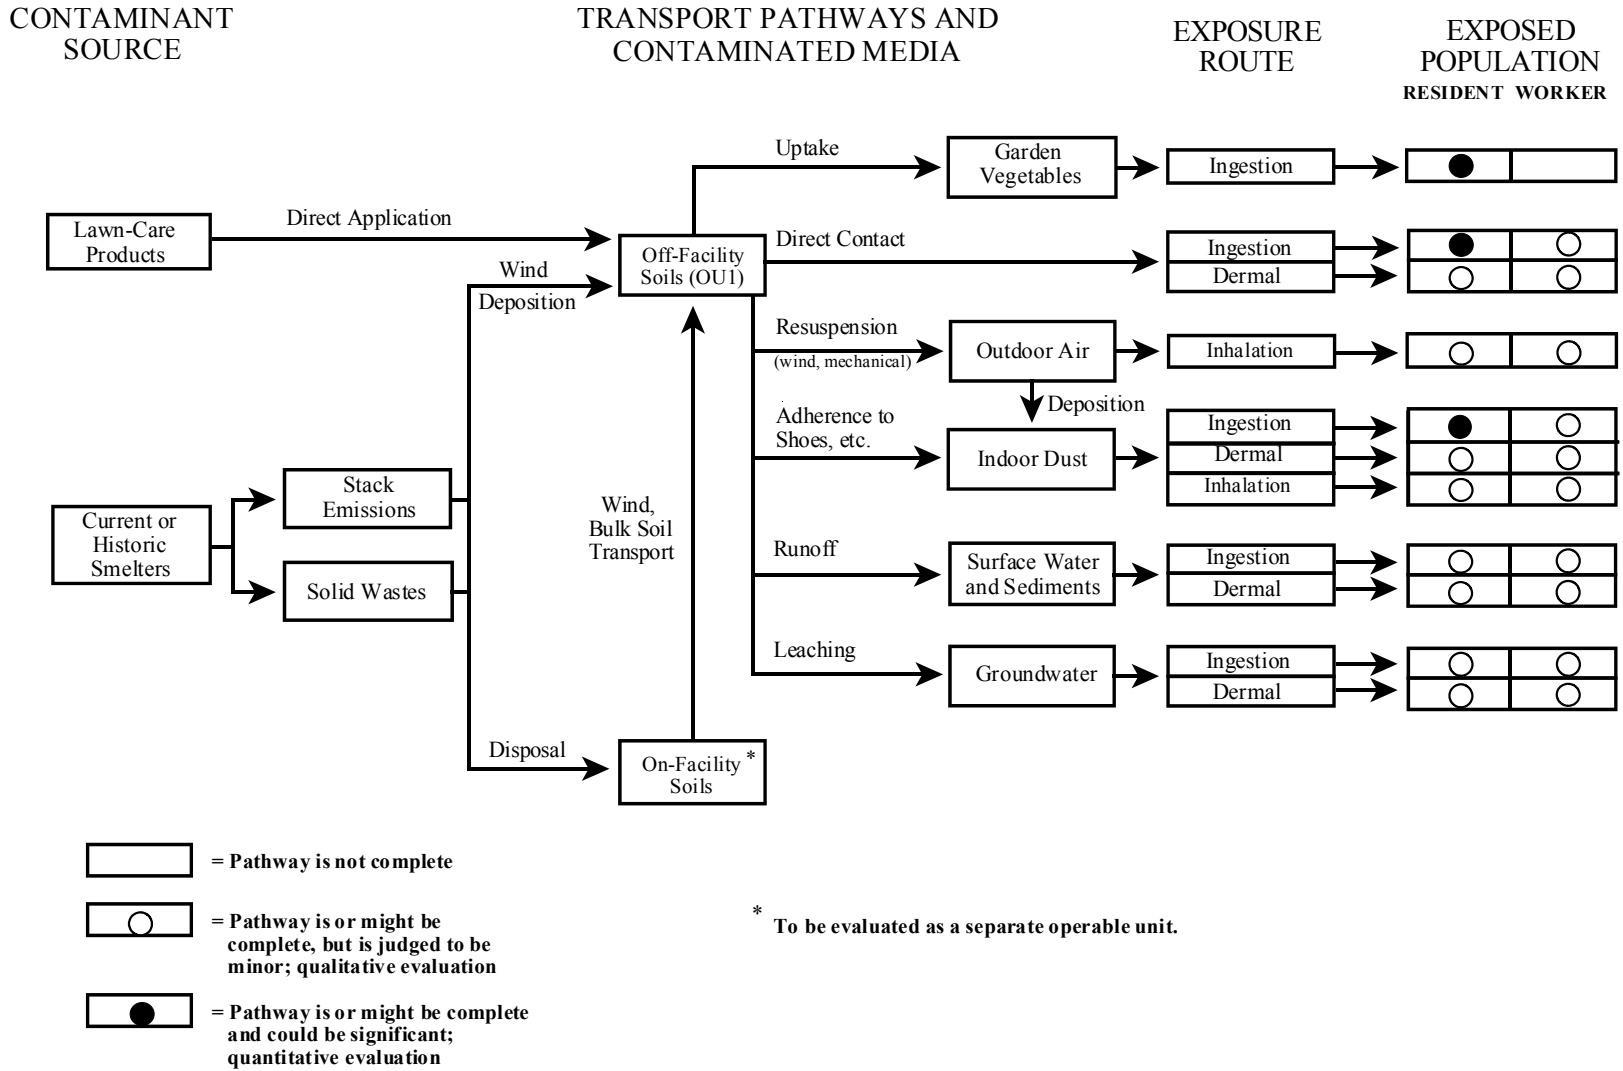 CONTAMINANT
SOURCE
TRANSPORT PATHWAYS AND
CONTAMINATED MEDIA
EXPOSURE
ROUTE
EXPOSED
POPULATION
RESIDENT WORKER
Uptake
Garden
Vegetables
Ingestion
Lawn-Care
Products
Direct Application
Off-Facility
Soils (OU1)
Direct Contact
Ingestion
Dermal
Wind
Deposition
Resuspension
(wind, mechanical)
Outdoor Air
Inhalation
Deposition
Adherence to
Shoes, etc.
Indoor Dust
Ingestion
Dermal
Inhalation
Current or
Historic
Smelters
Stack
Emissions
Solid Wastes
Wind,
Bulk Soil
Transport
Runoff
Surface Water
and Sediments
Ingestion
Dermal
Leaching
Groundwater
Ingestion
Dermal
Disposal
On-Facility *
Soils
= Pathway is not complete
= Pathway is or might be
complete, but is judged to be
minor; qualitative evaluation
= Pathway is or might be complete
and could be significant;
quantitative evaluation
* To be evaluated as a separate operable unit.